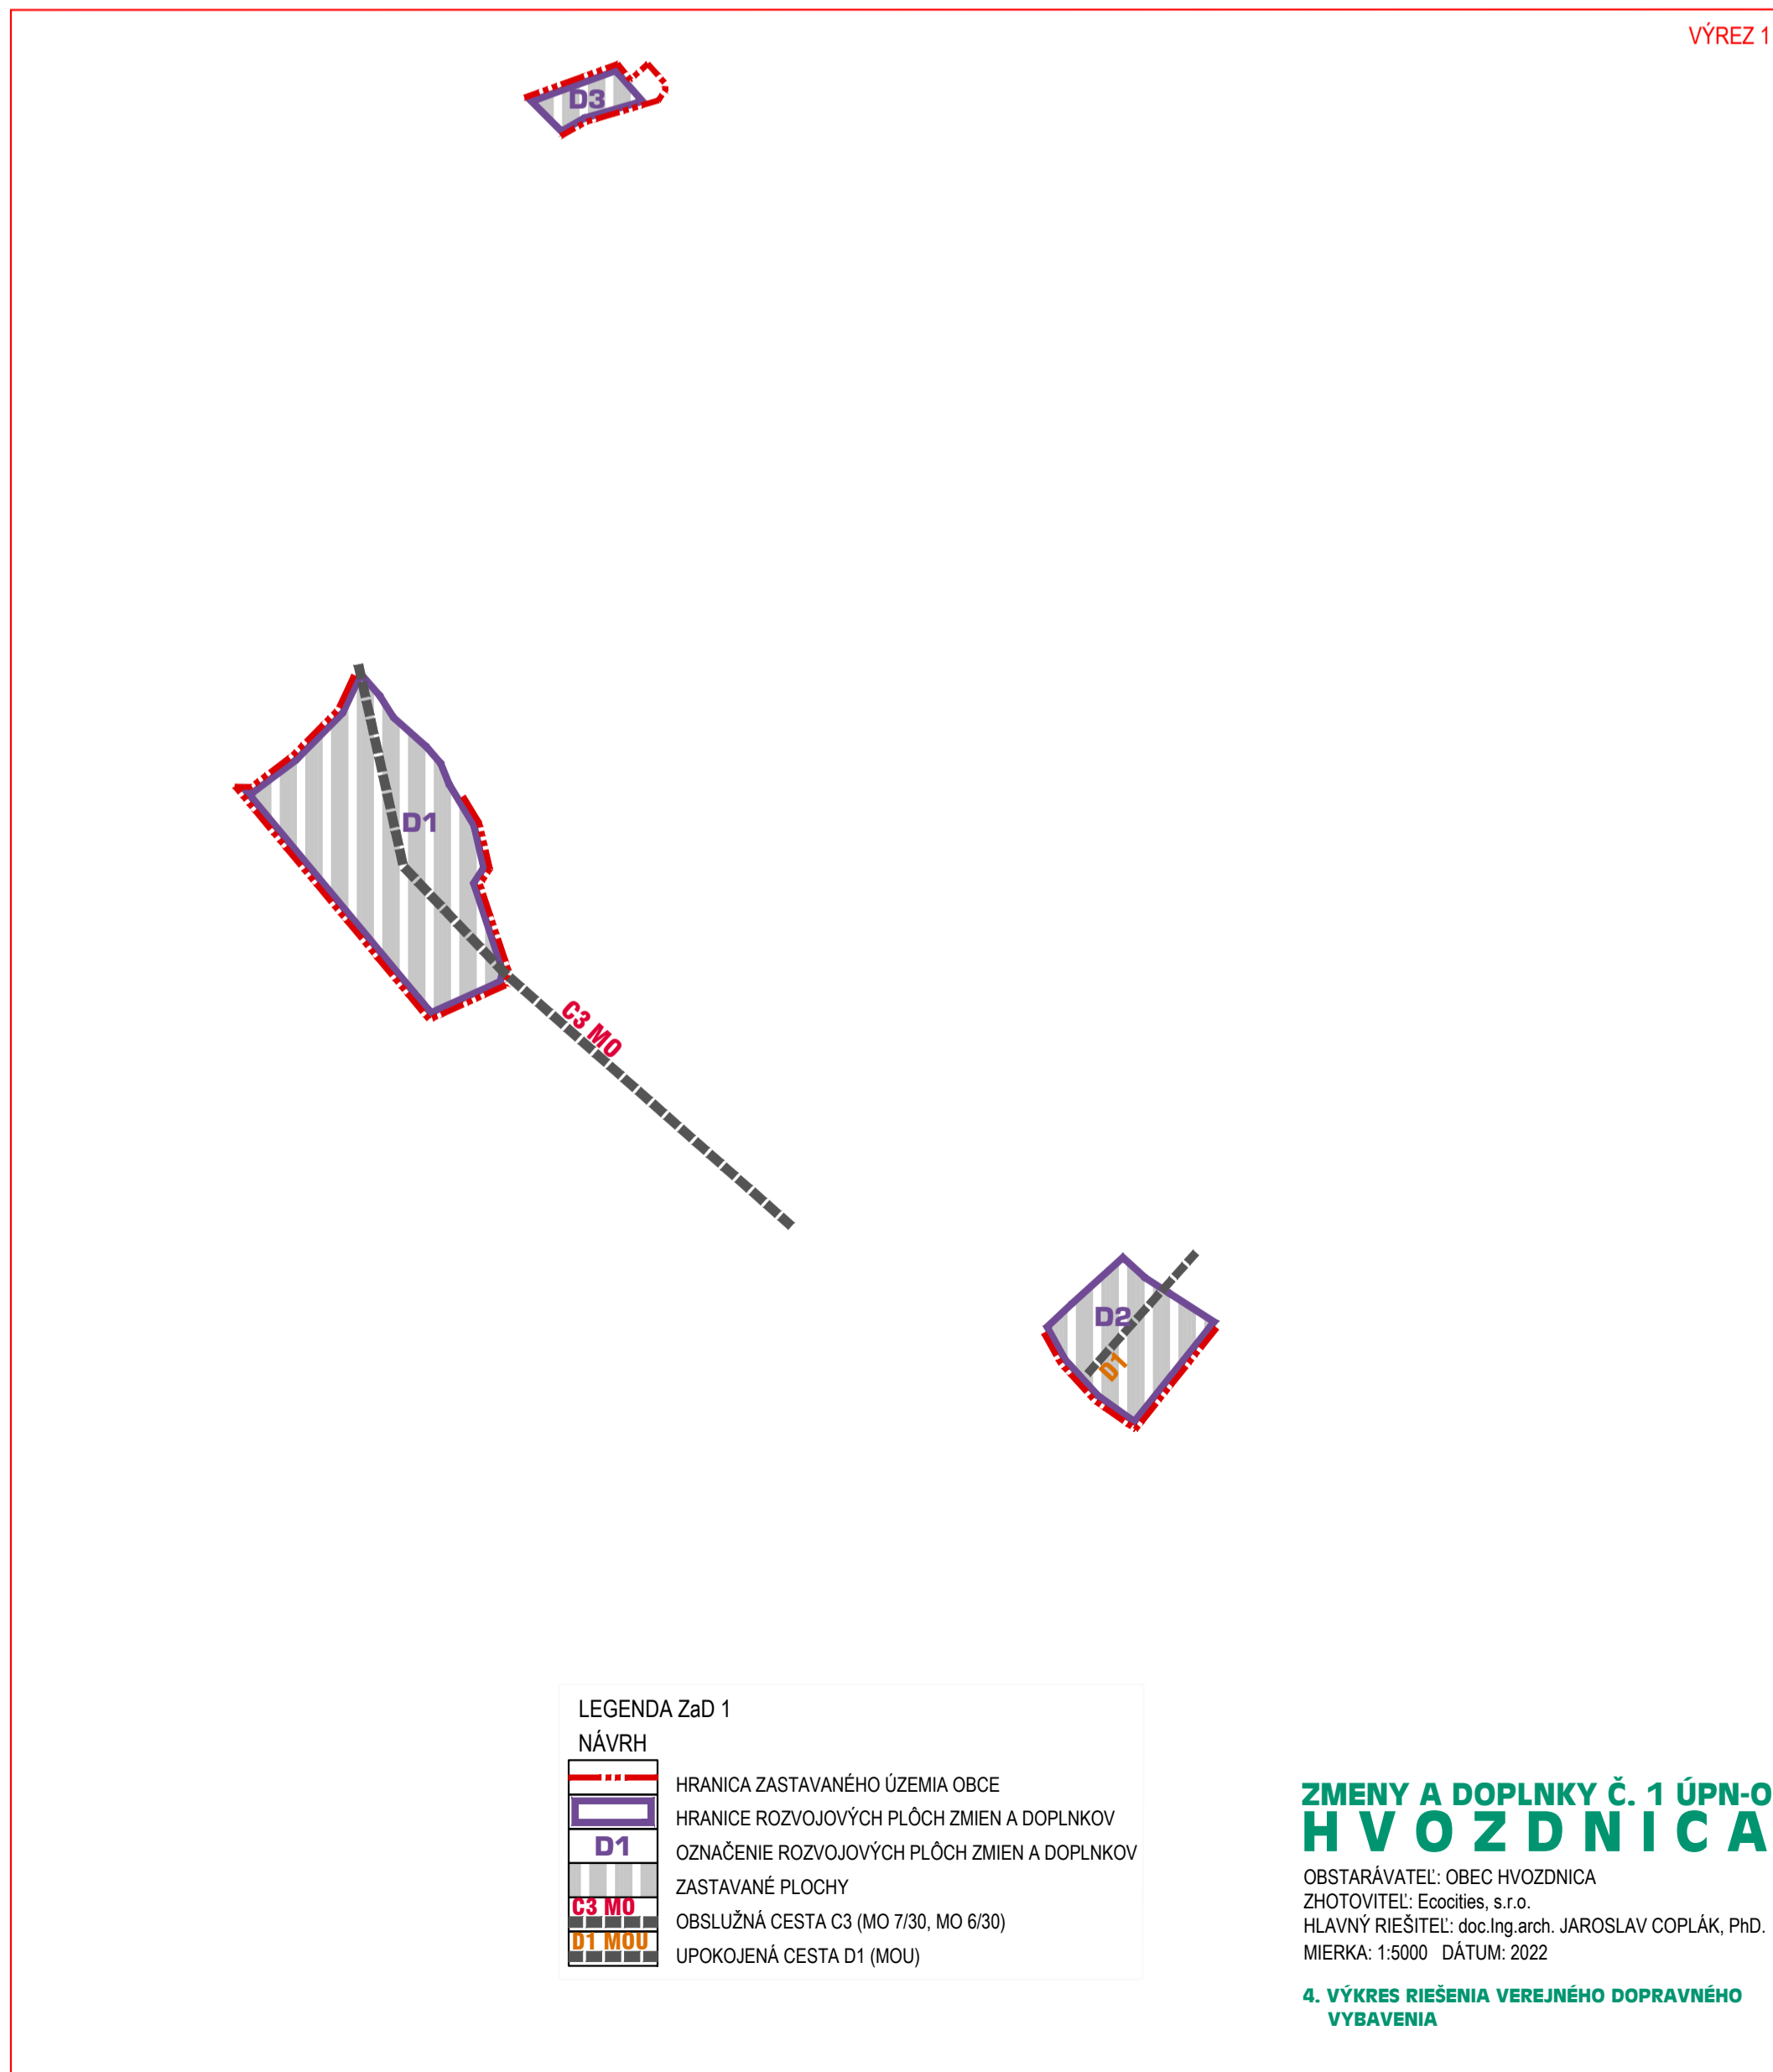 VÝREZ 1
D3
D1
C3 MO
D2
D1
LEGENDA ZaD 1
NÁVRH
HRANICA ZASTAVANÉHO ÚZEMIA OBCE
HRANICE ROZVOJOVÝCH PLÔCH ZMIEN A DOPLNKOV
D1
OZNAČENIE ROZVOJOVÝCH PLÔCH ZMIEN A DOPLNKOV
ZASTAVANÉ PLOCHY
C3 MO
OBSLUŽNÁ CESTA C3 (MO 7/30, MO 6/30)
D1 MOU
UPOKOJENÁ CESTA D1 (MOU)
ZMENY A DOPLNKY Č. 1 ÚPN-O
HVOZDNICA
OBSTARÁVATEĽ: OBEC HVOZDNICA
ZHOTOVITEĽ: Ecocities, s.r.o.
HLAVNÝ RIEŠITEĽ: doc.Ing.arch. JAROSLAV COPLÁK, PhD.
MIERKA: 1:5000 DÁTUM: 2022
4. VÝKRES RIEŠENIA VEREJNÉHO DOPRAVNÉHO
VYBAVENIA